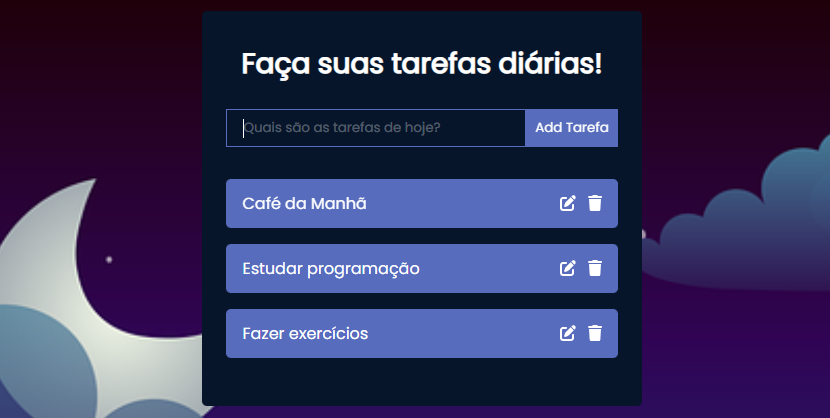 Faça suas tarefas diárias!
Quais são as tarefas de hoje?
Add Tarefa
Café da Manhã
Estudar programação
Fazer exercícios